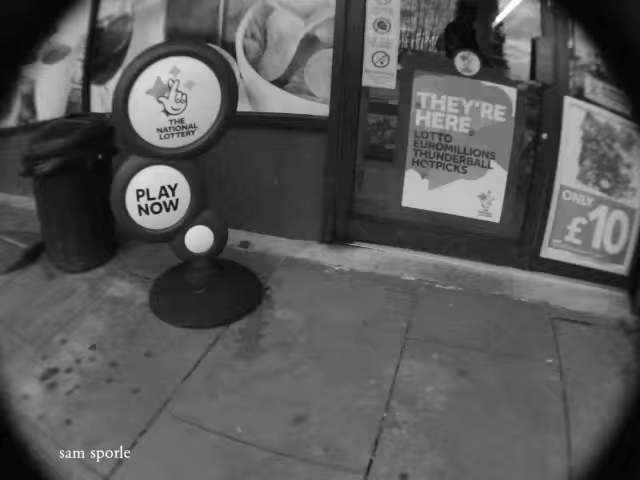 THE
NATIONAL
LOTTERY
PLAY
NOW
THEY'RE
HERE
LOTTO
EUROMILLIONS
THUNDERBALL
HOTPICKS
ONLY
£10
sam sporle